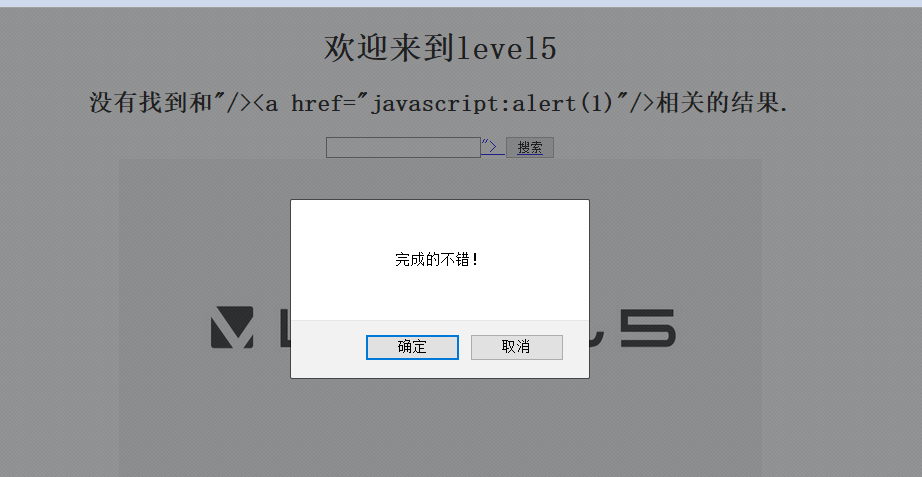 欢迎来到level5
没有找到和"/><a href="javascript:alert(1)"/>相关的结果.
"> 搜索
完成的不错!
确定 取消